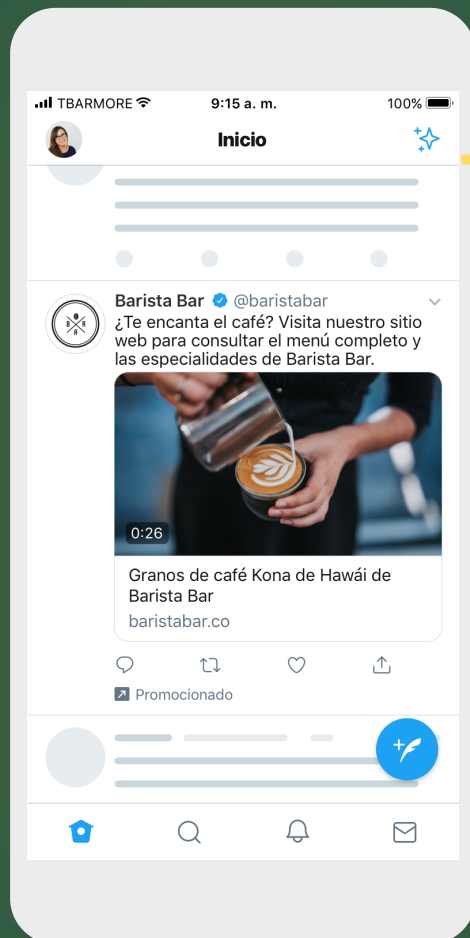 TBARMORE 9:15 a. m. 100%
Inicio
Barista Bar @baristabar
¿Te encanta el café? Visita nuestro sitio
web para consultar el menú completo y
las especialidades de Barista Bar.
B A R R
0:26
Granos de café Kona de Hawái de
Barista Bar
baristabar.co
Promocionado